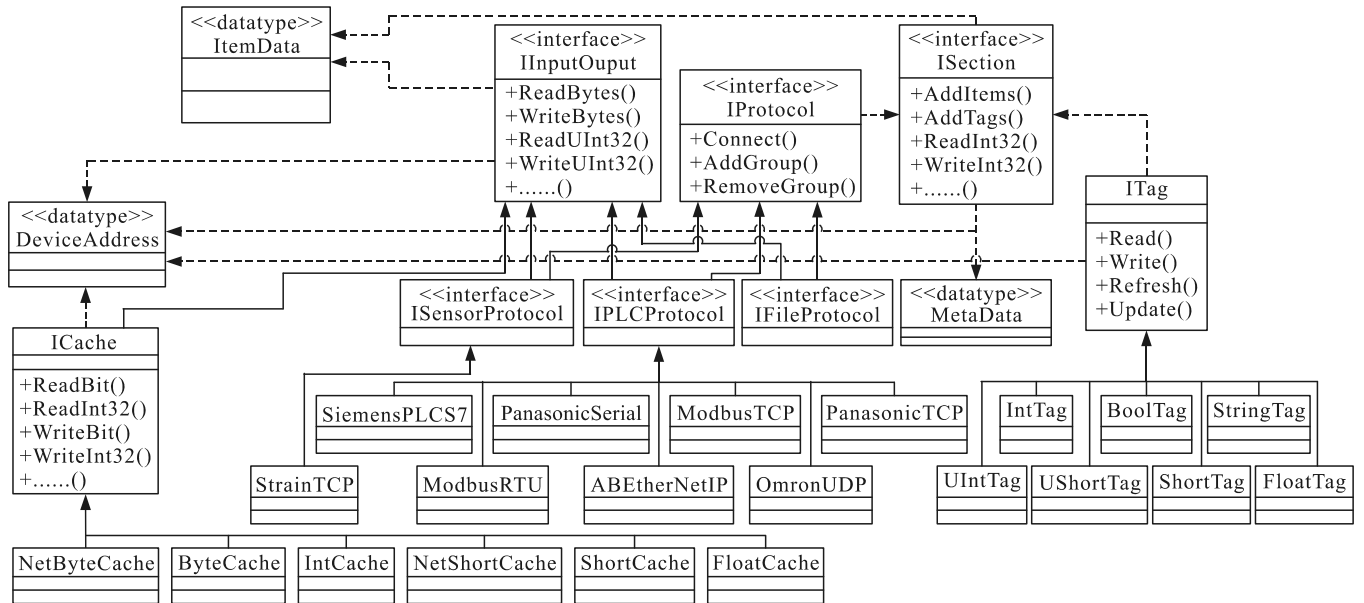 <<datatype>>
ItemData
<<interface>>
IInputOuput
+ReadBytes()
+WriteBytes()
+ReadUInt32()
+WriteUInt32()
+......()
<<interface>>
IProtocol
+Connect()
+AddGroup()
+RemoveGroup()
<<interface>>
ISection
+AddItems()
+AddTags()
+ReadInt32()
+WriteInt32()
+......()
ITag
+Read()
+Write()
+Refresh()
+Update()
<<datatype>>
DeviceAddress
<<interface>>
ISensorProtocol
<<interface>>
IPLCProtocol
<<interface>>
IFileProtocol
<<datatype>>
MetaData
ICache
+ReadBit()
+ReadInt32()
+WriteBit()
+WriteInt32()
+......()
SiemensPLCS7
PanasonicSerial
ModbusTCP
PanasonicTCP
IntTag
BoolTag
StringTag
StrainTCP
ModbusRTU
ABEtherNetIP
OmronUDP
UIntTag
UShortTag
ShortTag
FloatTag
NetByteCache
ByteCache
IntCache
NetShortCache
ShortCache
FloatCache